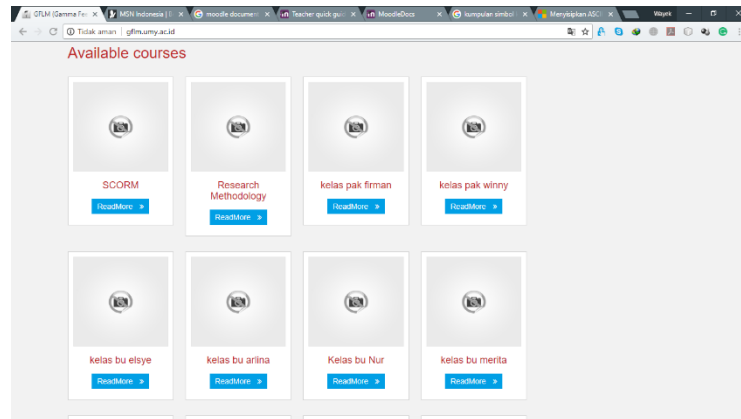 GFLM (Gamma Fe
MSN Indonesia |
moodle documen
Teacher quick gui
MoodleDocs
kumpulan simbol
Menyisipkan ASC
Wayek
Tidak aman | gflm.umy.ac.id
Available courses
SCORM
Research
Methodology
kelas pak firman
kelas pak winny
ReadMore »
ReadMore »
ReadMore »
ReadMore »
kelas bu elsye
kelas bu arlina
Kelas bu Nur
kelas bu merita
ReadMore »
ReadMore »
ReadMore »
ReadMore »